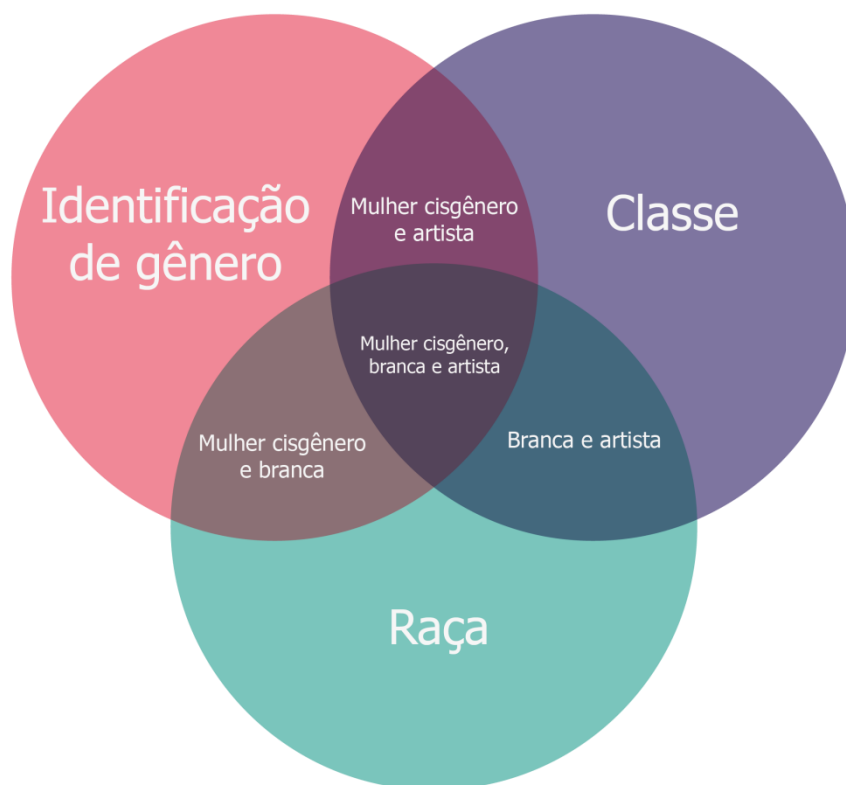 Identificação
de gênero
Classe
Mulher cisgênero
e artista
Mulher cisgênero,
branca e artista
Mulher cisgênero
e branca
Branca e artista
Raça